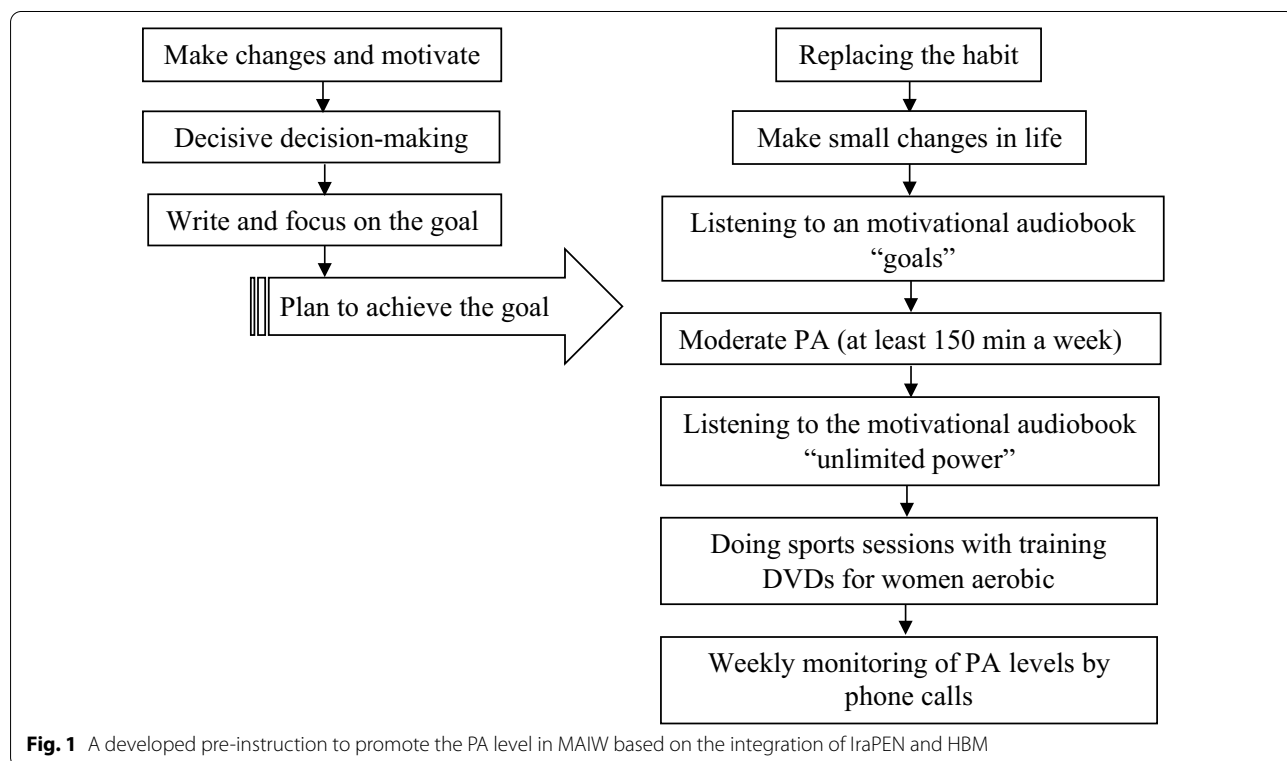 Make changes and motivate
Decisive decision-making
Write and focus on the goal
Plan to achieve the goal
Replacing the habit
Make small changes in life
Listening to an motivational audiobook
“goals”
Moderate PA (at least 150 min a week)
Listening to the motivational audiobook
“unlimited power”
Doing sports sessions with training
DVDs for women aerobic
Weekly monitoring of PA levels by
phone calls
Fig. 1 A developed pre-instruction to promote the PA level in MAIW based on the integration of IraPEN and HBM